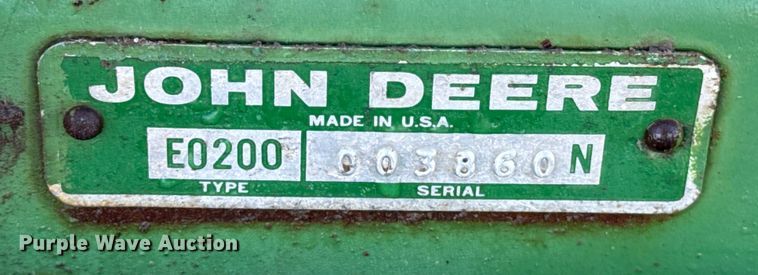 JOHN DEERE
MADE IN U.S.A.
E0200 003860 N
TYPE SERIAL
Purple Wave Auction